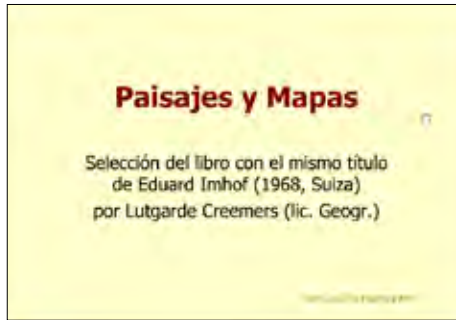 Paisajes y Mapas
Selección del libro con el mismo título
de Eduard Imhof (1968, Suiza)
por Lutgarde Creemers (lic. Geogr.)